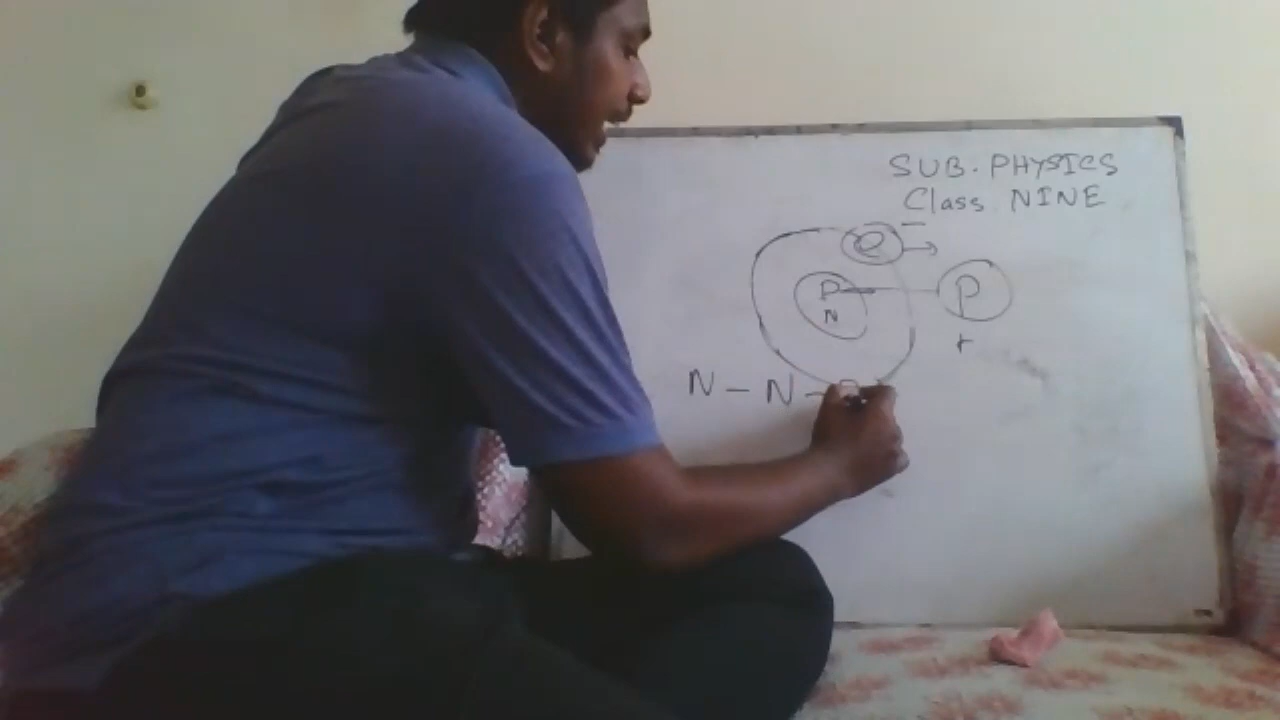 SUB. PHYSICS
Class NINE
e -
P
N
P
+
N - N -